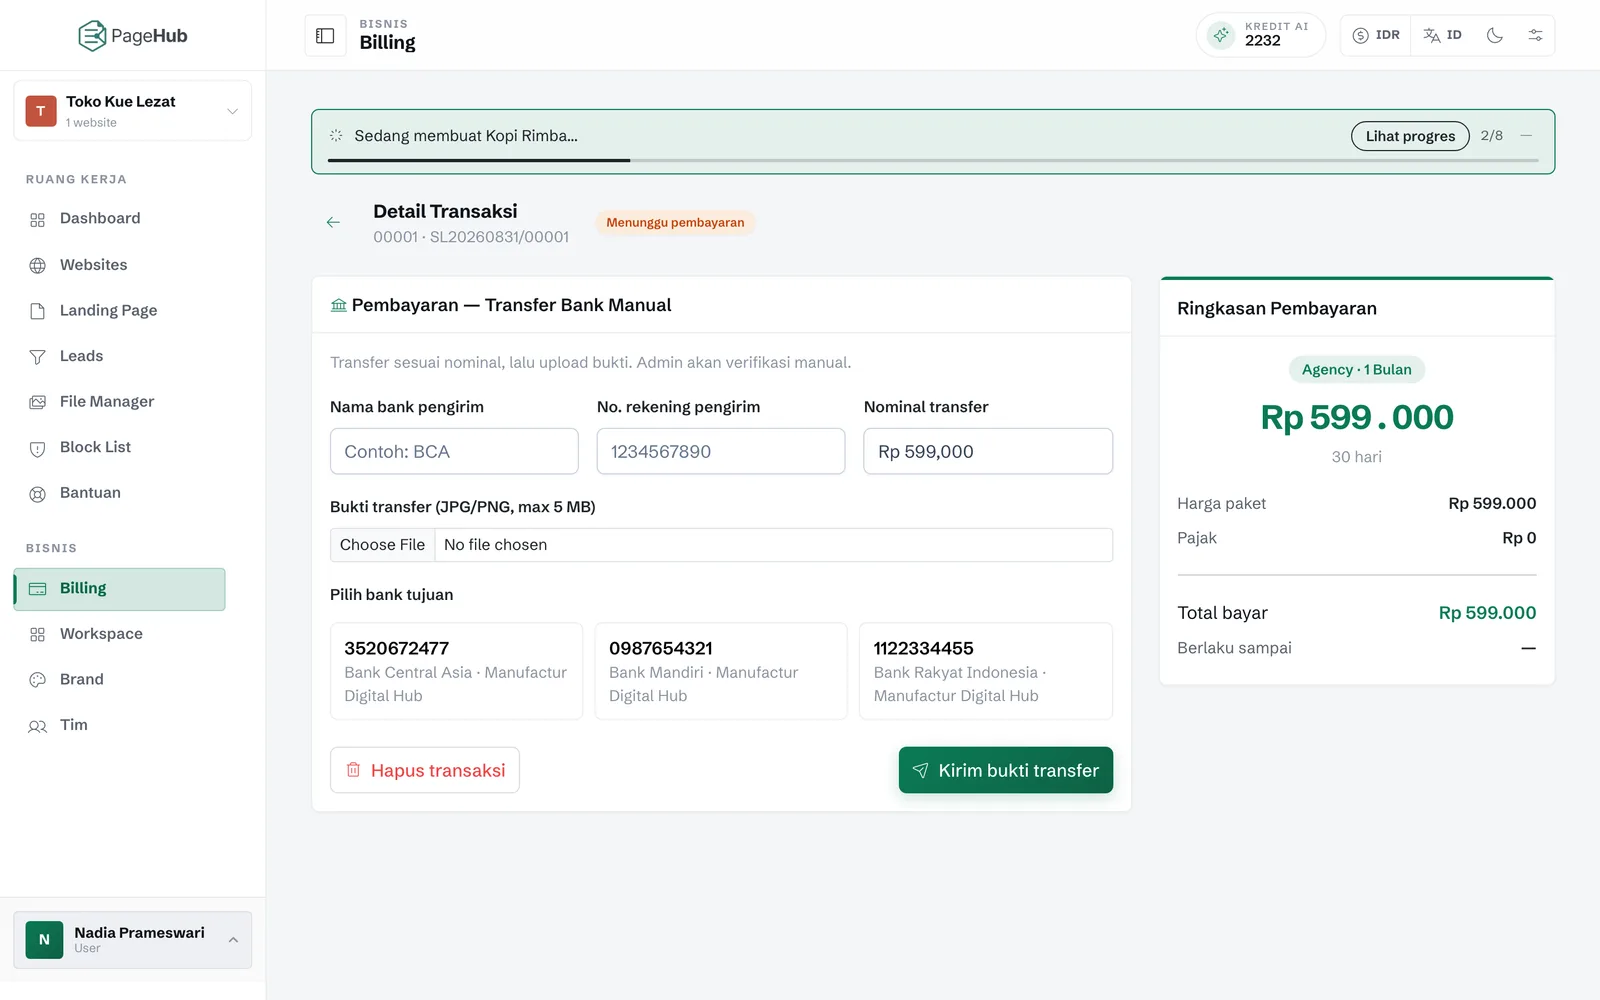 PageHub
BISNIS
Billing
KREDIT AI
2232
IDR
ID
T
Toko Kue Lezat
1 website
RUANG KERJA
Dashboard
Websites
Landing Page
Leads
File Manager
Block List
Bantuan
BISNIS
Billing
Workspace
Brand
Tim
N
Nadia Prameswari
User
Sedang membuat Kopi Rimba...
Lihat progres
2/8
Detail Transaksi
00001 · SL20260831/00001
Menunggu pembayaran
Pembayaran — Transfer Bank Manual
Transfer sesuai nominal, lalu upload bukti. Admin akan verifikasi manual.
Nama bank pengirim
No. rekening pengirim
Nominal transfer
Contoh: BCA
1234567890
Rp 599,000
Bukti transfer (JPG/PNG, max 5 MB)
Choose File
No file chosen
Pilih bank tujuan
3520672477
Bank Central Asia · Manufactur
Digital Hub
0987654321
Bank Mandiri · Manufactur
Digital Hub
1122334455
Bank Rakyat Indonesia ·
Manufactur Digital Hub
Hapus transaksi
Kirim bukti transfer
Ringkasan Pembayaran
Agency · 1 Bulan
Rp 599.000
30 hari
Harga paket
Rp 599.000
Pajak
Rp 0
Total bayar
Rp 599.000
Berlaku sampai
—